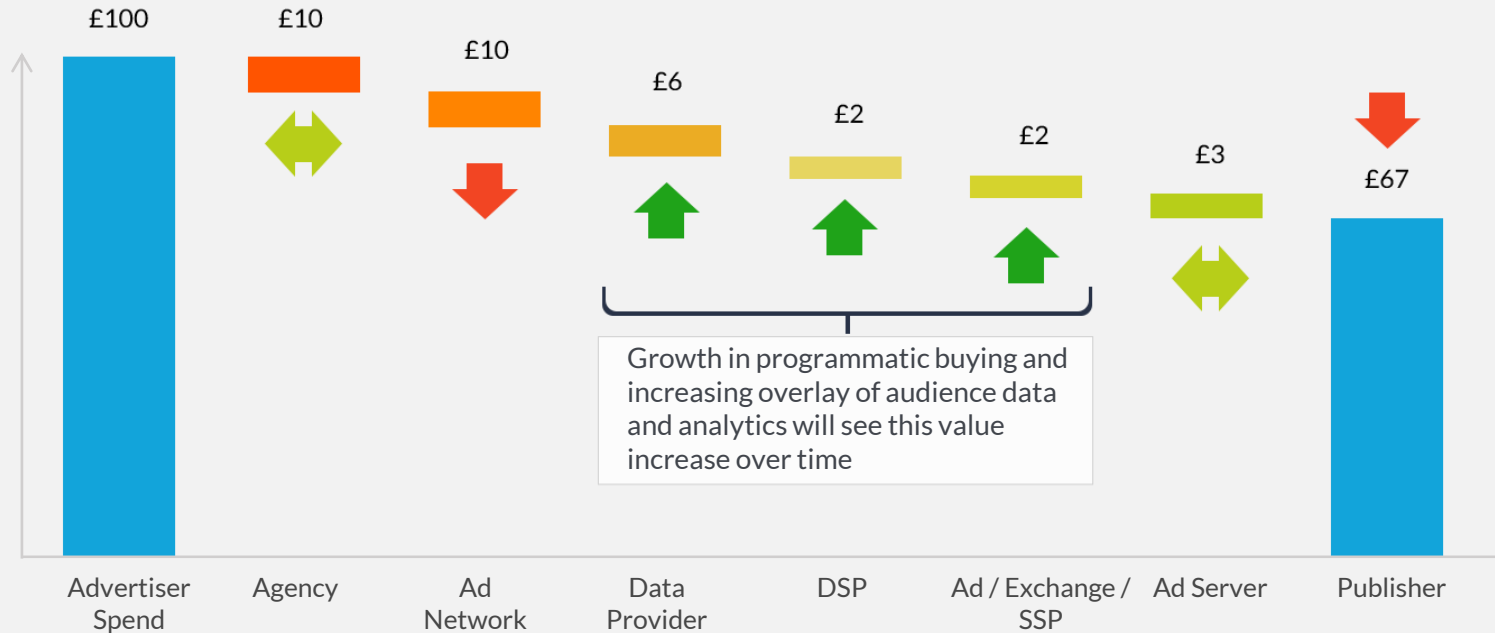 £100
£10
£10
£6
£2
£2
£3
£67
Growth in programmatic buying and
increasing overlay of audience data
and analytics will see this value
increase over time
Advertiser
Spend
Agency
Ad
Network
Data
Provider
DSP
Ad / Exchange /
SSP
Ad Server
Publisher